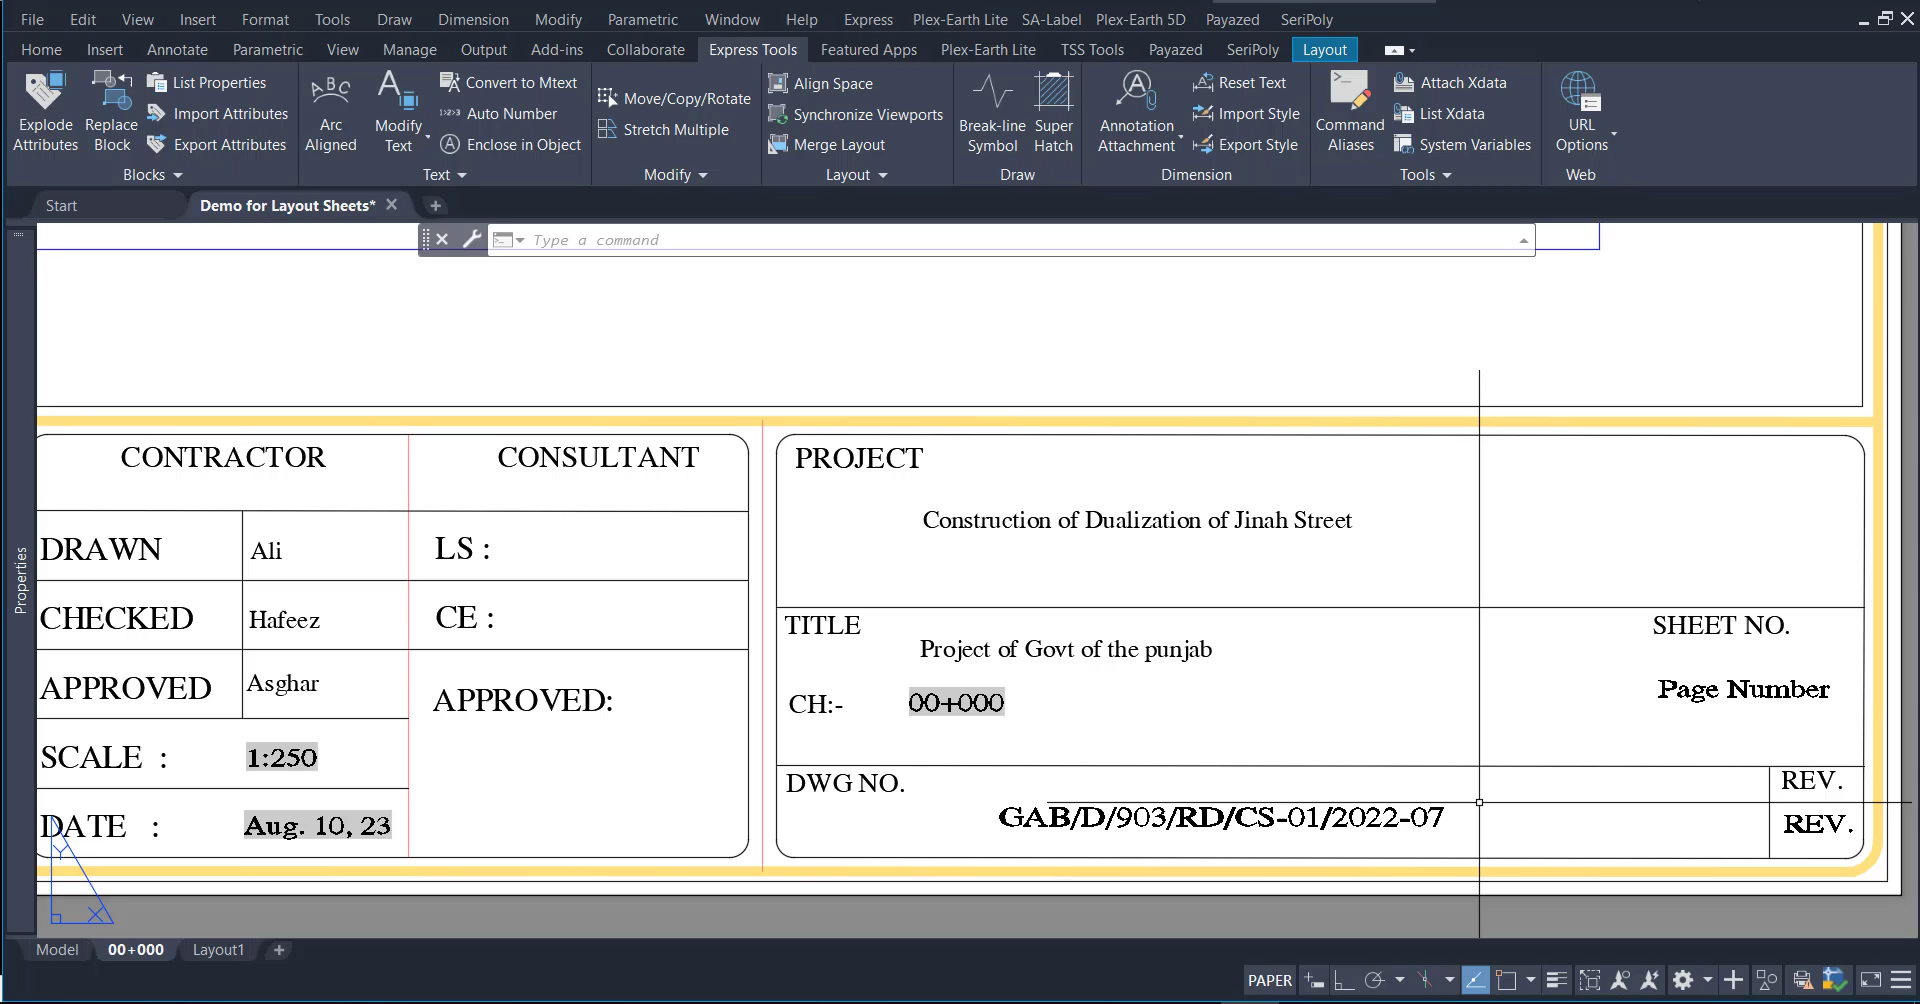 File Edit View Insert Format Tools Draw Dimension Modify Parametric Window Help Express Plex-Earth Lite SA-Label Plex-Earth 5D Payazed SeriPoly
Home Insert Annotate Parametric View Manage Output Add-ins Collaborate Express Tools Featured Apps Plex-Earth Lite TSS Tools Payazed SeriPoly Layout
Explode Attributes
Replace Block
List Properties
Import Attributes
Export Attributes
Blocks
Arc Aligned
Modify Text
Convert to Mtext
Auto Number
Enclose in Object
Text
Move/Copy/Rotate
Stretch Multiple
Modify
Align Space
Synchronize Viewports
Merge Layout
Layout
Break-line Symbol
Super Hatch
Draw
Annotation Attachment
Reset Text
Import Style
Export Style
Dimension
Command Aliases
Attach Xdata
List Xdata
System Variables
Tools
URL Options
Web
Start
Demo for Layout Sheets*
Type a command
Properties
CONTRACTOR CONSULTANT
DRAWN Ali LS :
CHECKED Hafeez CE :
APPROVED Asghar APPROVED:
SCALE : 1:250
DATE : Aug. 10, 23
PROJECT
Construction of Dualization of Jinah Street
TITLE SHEET NO.
Project of Govt of the punjab
Page Number
CH:- 00+000
DWG NO. REV.
GAB/D/903/RD/CS-01/2022-07 REV.
Y
X
Model 00+000 Layout1
PAPER